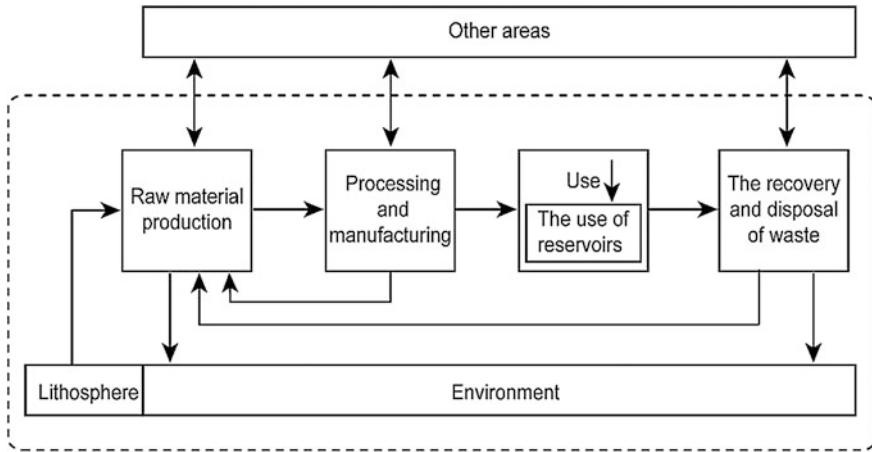 Other areas
Raw material
production
Processing
and
manufacturing
Use
The use of
reservoirs
The recovery
and disposal
of waste
Lithosphere
Environment